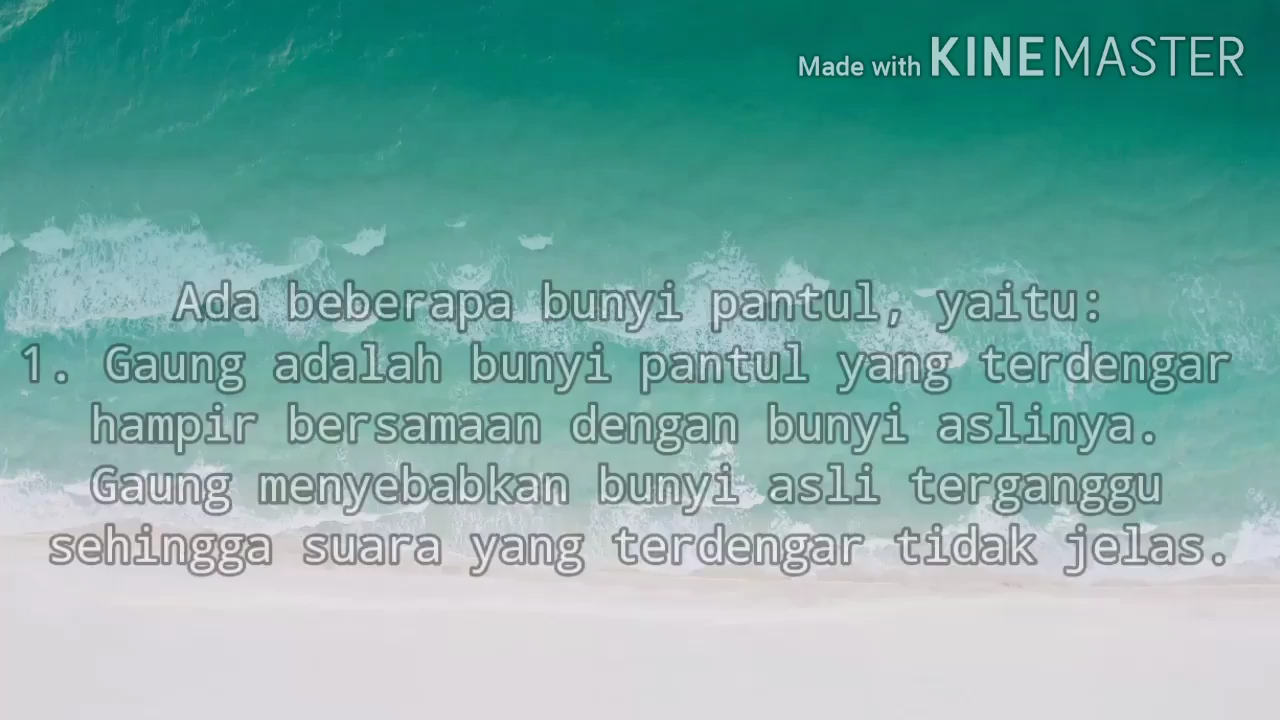 Made with KINEMASTER
Ada beberapa bunyi pantul, yaitu:
1. Gaung adalah bunyi pantul yang terdengar
hampir bersamaan dengan bunyi aslinya.
Gaung menyebabkan bunyi asli terganggu
sehingga suara yang terdengar tidak jelas.